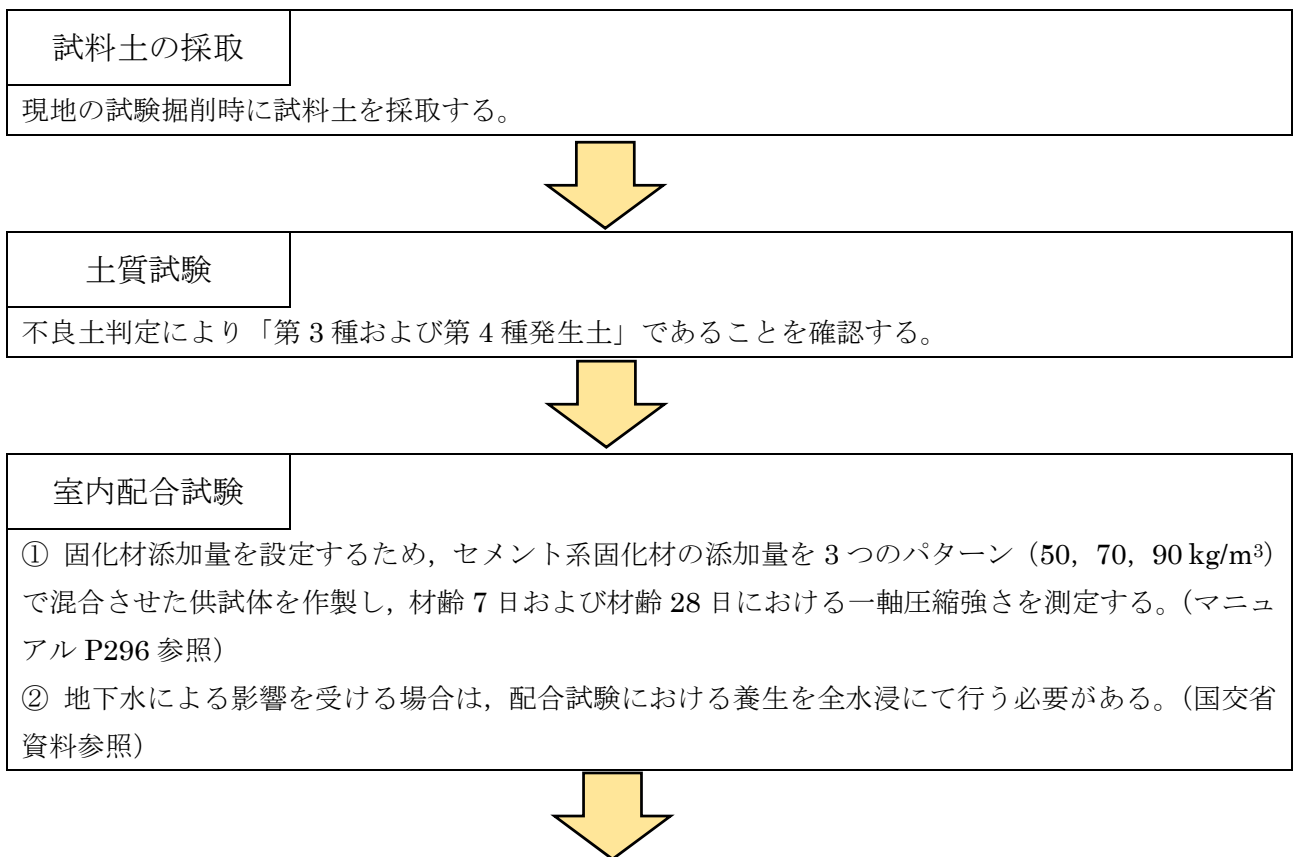 試料土の採取
現地の試験掘削時に試料土を採取する。
土質試験
不良土判定により「第 3 種および第 4 種発生土」であることを確認する。
室内配合試験
① 固化材添加量を設定するため，セメント系固化材の添加量を 3 つのパターン（50，70，90 kg/m³）
で混合させた供試体を作製し，材齢 7 日および材齢 28 日における一軸圧縮強さを測定する。（マニュ
アル P296 参照）
② 地下水による影響を受ける場合は，配合試験における養生を全水浸にて行う必要がある。（国交省
資料参照）